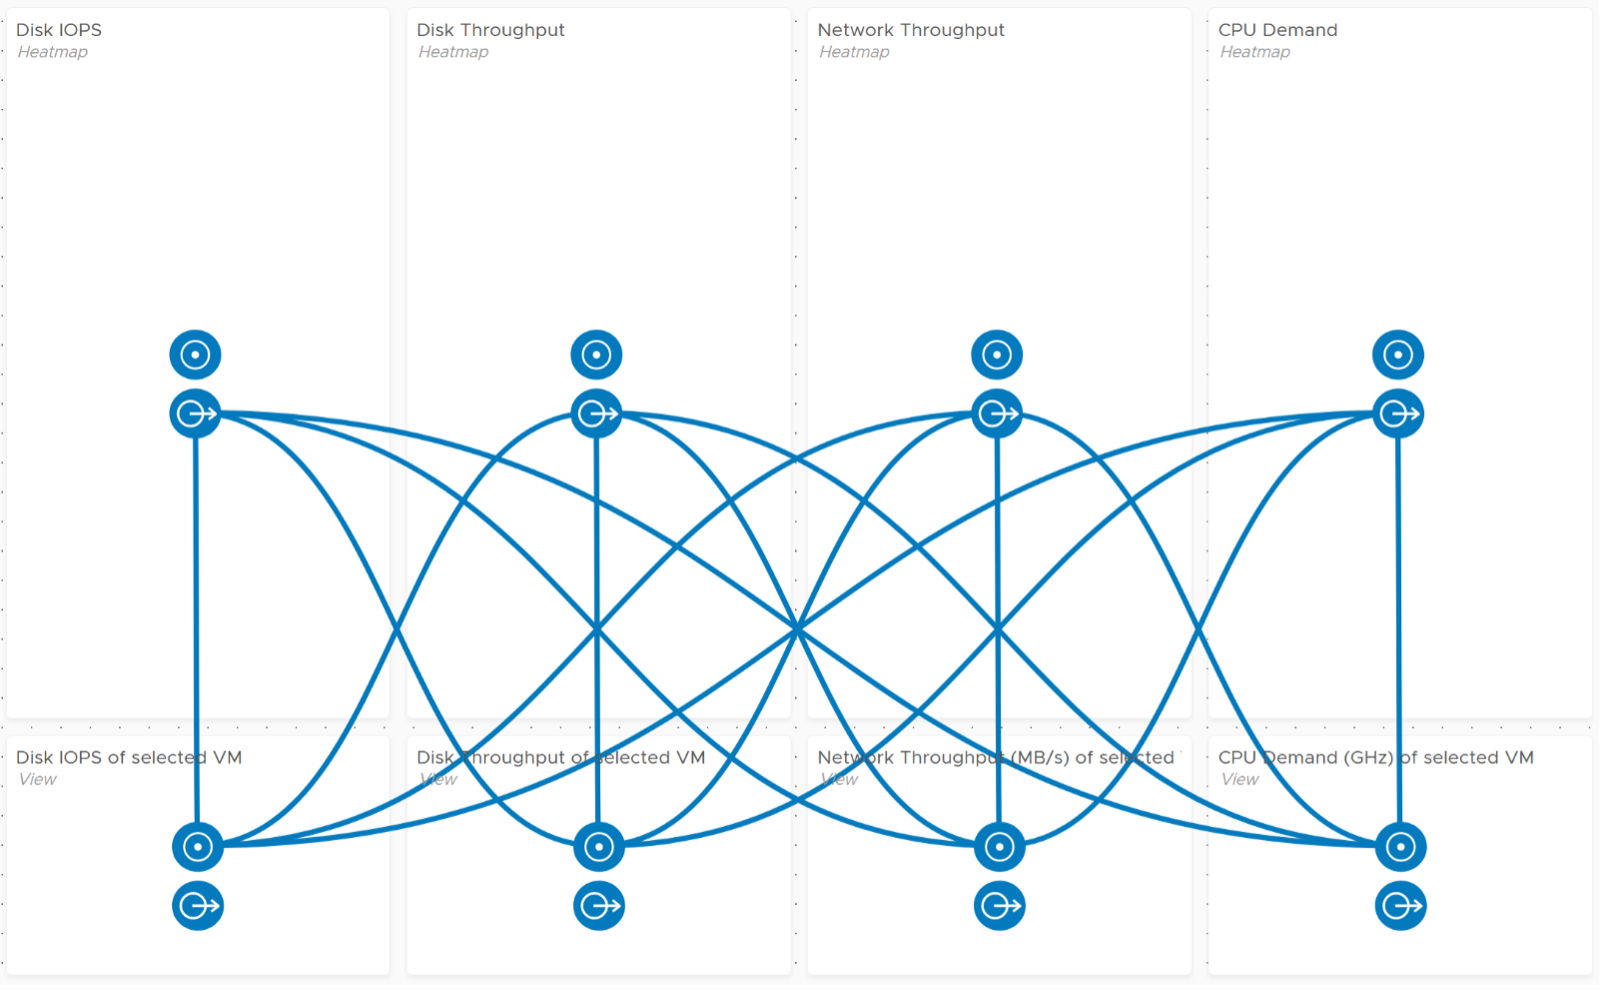 Disk IOPS
Heatmap
Disk Throughput
Heatmap
Network Throughput
Heatmap
CPU Demand
Heatmap
Disk IOPS of selected VM
View
Disk Throughput of selected VM
View
Network Throughput (MB/s) of selected
View
CPU Demand (GHz) of selected VM
View